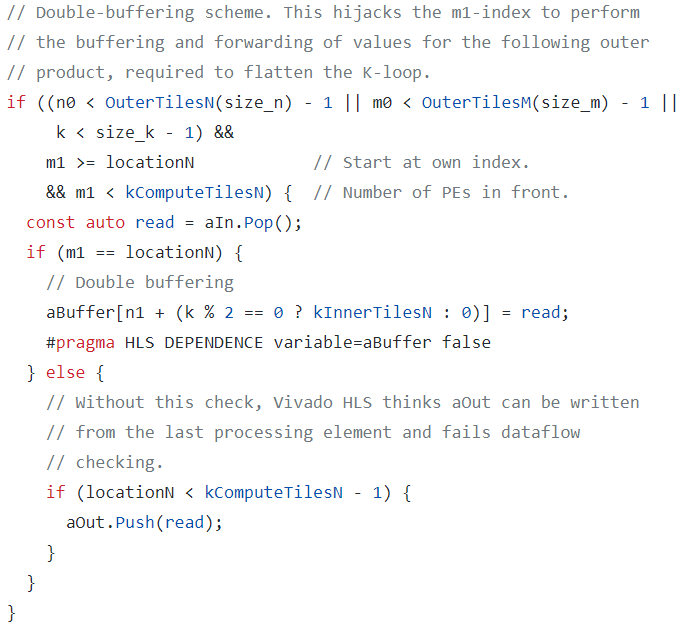 // Double-buffering scheme. This hijacks the m1-index to perform
// the buffering and forwarding of values for the following outer
// product, required to flatten the K-loop.
if ((n0 < OuterTilesN(size_n) - 1 || m0 < OuterTilesM(size_m) - 1 ||
     k < size_k - 1) &&
    m1 >= locationN            // Start at own index.
    && m1 < kComputeTilesN) {  // Number of PEs in front.
  const auto read = aIn.Pop();
  if (m1 == locationN) {
    // Double buffering
    aBuffer[n1 + (k % 2 == 0 ? kInnerTilesN : 0)] = read;
    #pragma HLS DEPENDENCE variable=aBuffer false
  } else {
    // Without this check, Vivado HLS thinks aOut can be written
    // from the last processing element and fails dataflow
    // checking.
    if (locationN < kComputeTilesN - 1) {
      aOut.Push(read);
    }
  }
}